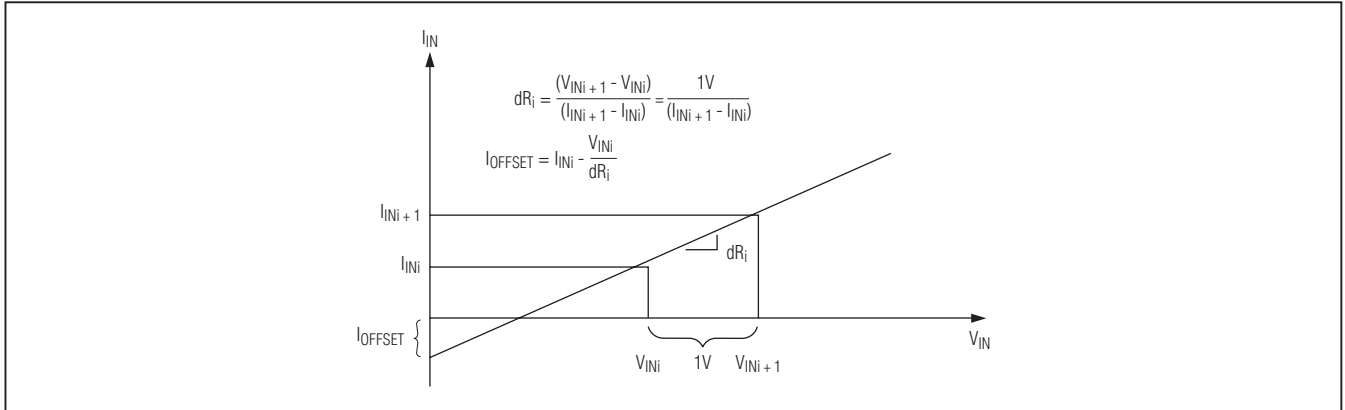 I_IN
dR_i = (V_INi + 1 - V_INi) / (I_INi + 1 - I_INi) = 1V / (I_INi + 1 - I_INi)
I_OFFSET = I_INi - V_INi / dR_i
I_INi + 1
dR_i
I_INi
I_OFFSET
V_IN
V_INi 1V V_INi + 1